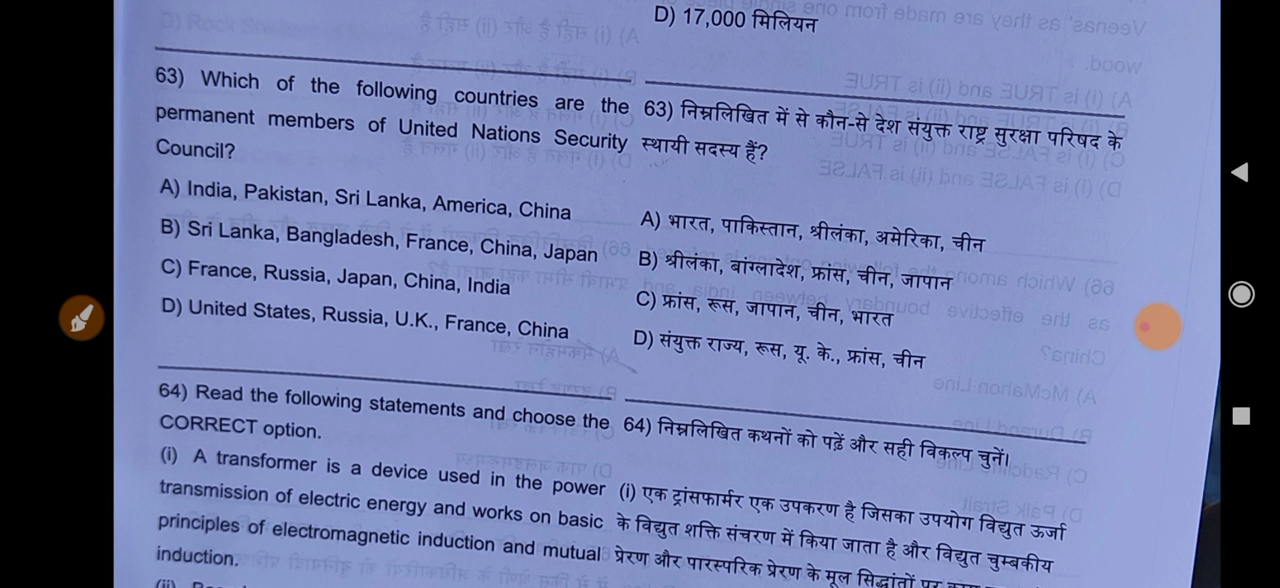 D) 17,000 मिलियन
63) Which of the following countries are the
permanent members of United Nations Security
Council?
A) India, Pakistan, Sri Lanka, America, China
B) Sri Lanka, Bangladesh, France, China, Japan
C) France, Russia, Japan, China, India
D) United States, Russia, U.K., France, China
63) निम्नलिखित में से कौन-से देश संयुक्त राष्ट्र सुरक्षा परिषद के
स्थायी सदस्य हैं?
A) भारत, पाकिस्तान, श्रीलंका, अमेरिका, चीन
B) श्रीलंका, बांग्लादेश, फ्रांस, चीन, जापान
C) फ्रांस, रूस, जापान, चीन, भारत
D) संयुक्त राज्य, रूस, यू. के., फ्रांस, चीन
64) Read the following statements and choose the
CORRECT option.
(i) A transformer is a device used in the power
transmission of electric energy and works on basic
principles of electromagnetic induction and mutual
induction.
64) निम्नलिखित कथनों को पढ़ें और सही विकल्प चुनें।
(i) एक ट्रांसफार्मर एक उपकरण है जिसका उपयोग विद्युत ऊर्जा
के विद्युत शक्ति संचरण में किया जाता है और विद्युत चुम्बकीय
प्रेरण और पारस्परिक प्रेरण के मूल सिद्धांतों पर